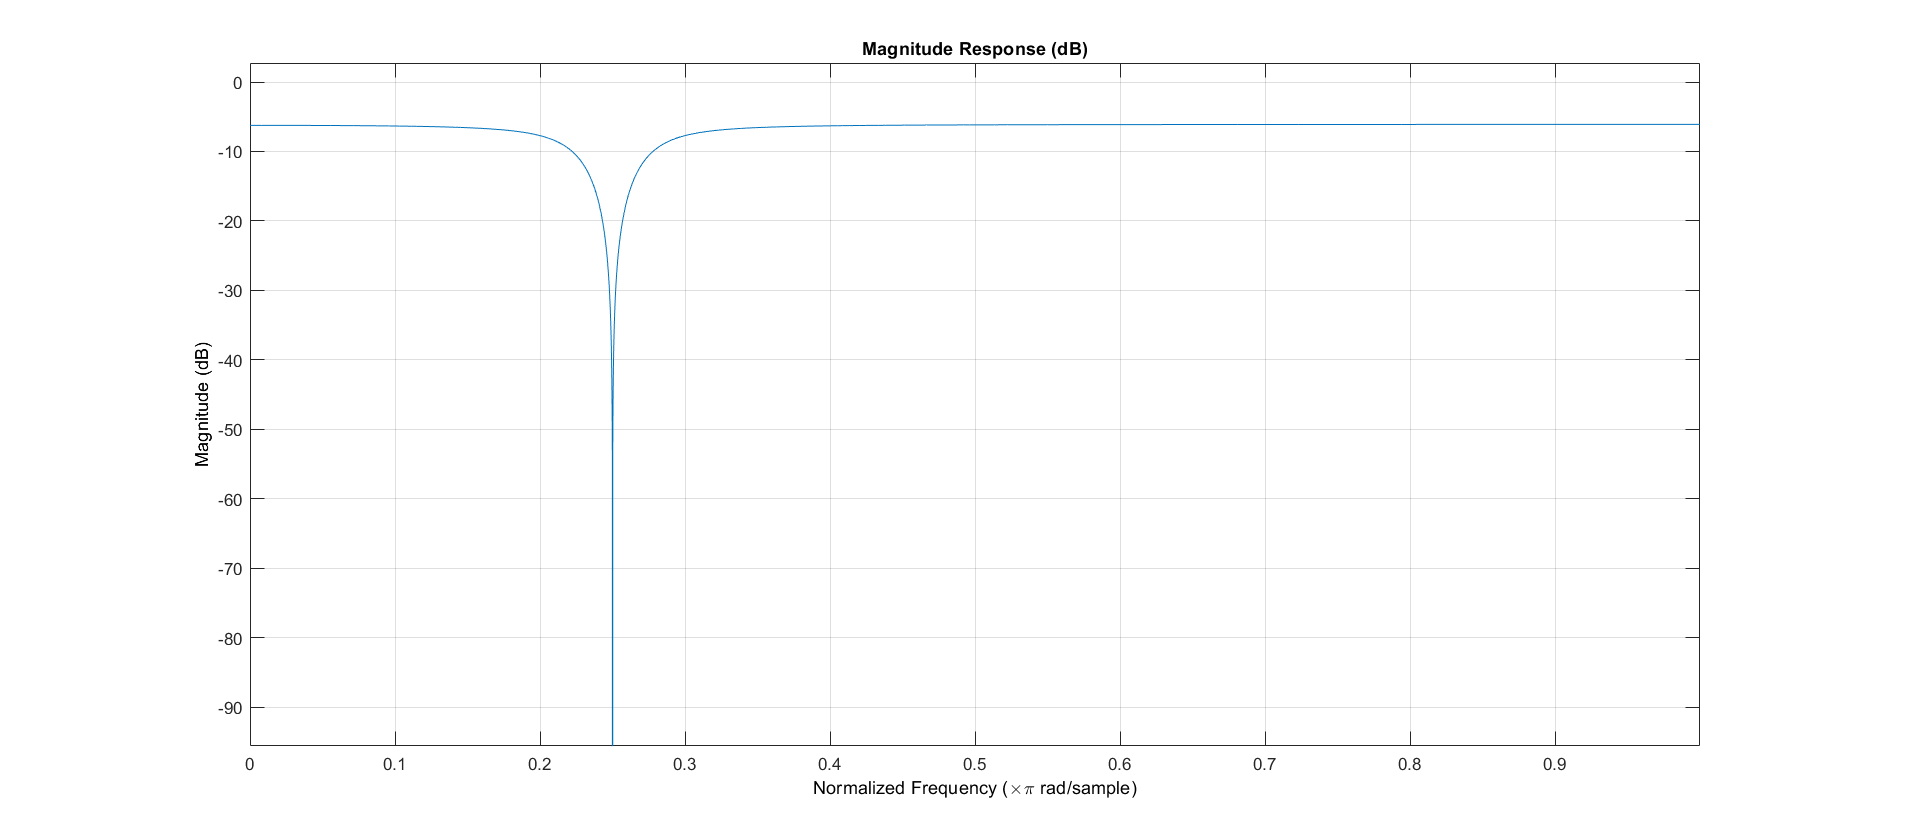 Magnitude Response (dB)
0
-10
-20
-30
-40
-50
-60
-70
-80
-90
Magnitude (dB)
0 0.1 0.2 0.3 0.4 0.5 0.6 0.7 0.8 0.9
Normalized Frequency (×π rad/sample)